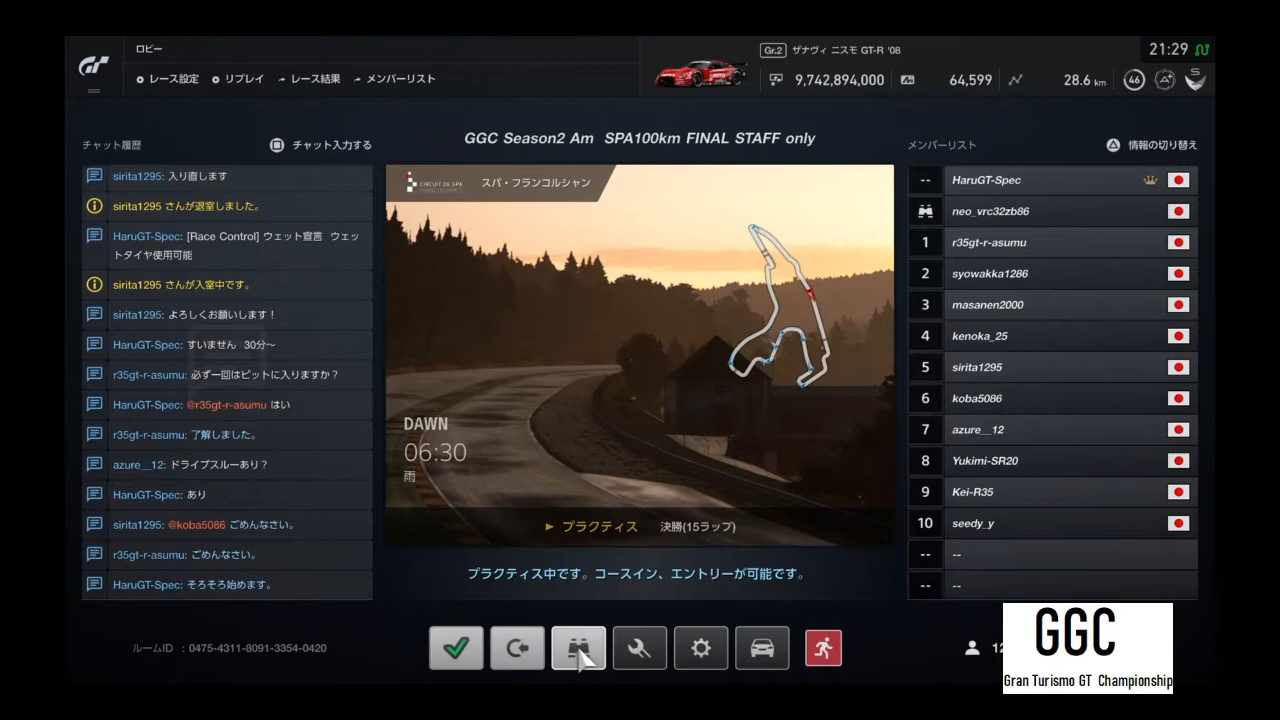 ロビー
レース設定 リプレイ レース結果 メンバーリスト
Gr.2 ザナヴィ ニスモ GT-R '08
9,742,894,000 64,599 28.6 km 46
21:29
チャット履歴 チャット入力する
GGC Season2 Am SPA100km FINAL STAFF only
メンバーリスト 情報の切り替え
sirita1295: 入り直します
sirita1295 さんが退室しました。
HaruGT-Spec: [Race Control] ウェット宣言 ウェッ
トタイヤ使用可能
sirita1295 さんが入室中です。
sirita1295: よろしくお願いします！
HaruGT-Spec: すいません 30分～
r35gt-r-asumu: 必ず一回はピットに入りますか？
HaruGT-Spec: @r35gt-r-asumu はい
r35gt-r-asumu: 了解しました。
azure__12: ドライブスルーあり？
HaruGT-Spec: あり
sirita1295: @koba5086 ごめんなさい。
r35gt-r-asumu: ごめんなさい。
HaruGT-Spec: そろそろ始めます。
CIRCUIT DE SPA
スパ・フランコルシャン
DAWN
06:30
雨
プラクティス 決勝(15ラップ)
プラクティス中です。コースイン、エントリーが可能です。
-- HaruGT-Spec
neo_vrc32zb86
1 r35gt-r-asumu
2 syowakka1286
3 masanen2000
4 kenoka_25
5 sirita1295
6 koba5086
7 azure__12
8 Yukimi-SR20
9 Kei-R35
10 seedy_y
-- --
-- --
ルームID : 0475-4311-8091-3354-0420
GGC
Gran Turismo GT Championship